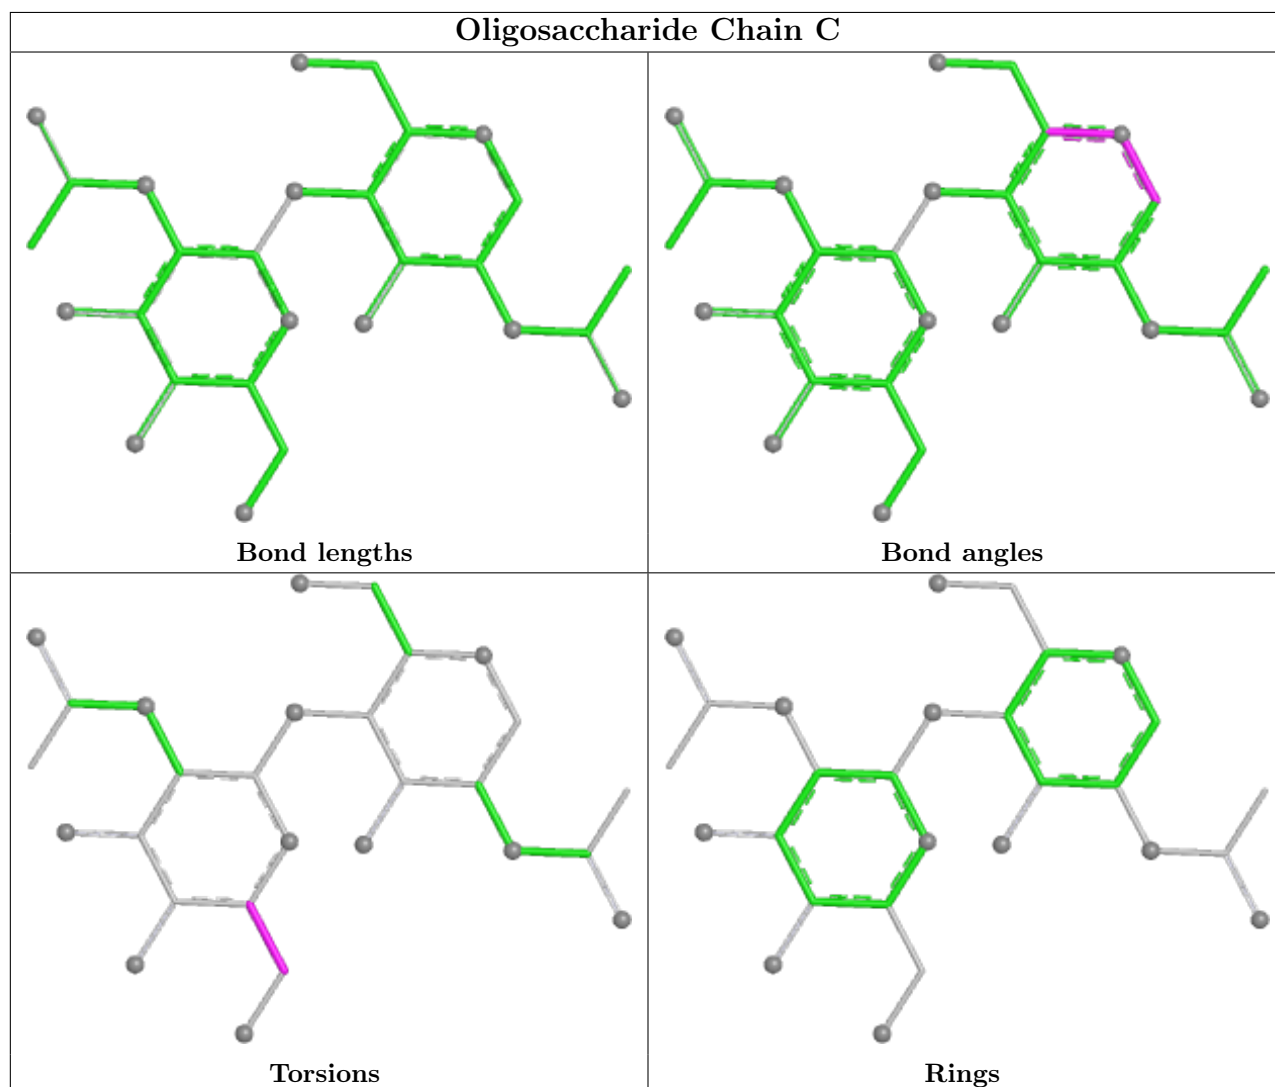 Oligosaccharide Chain C
Bond lengths
Bond angles
Torsions
Rings